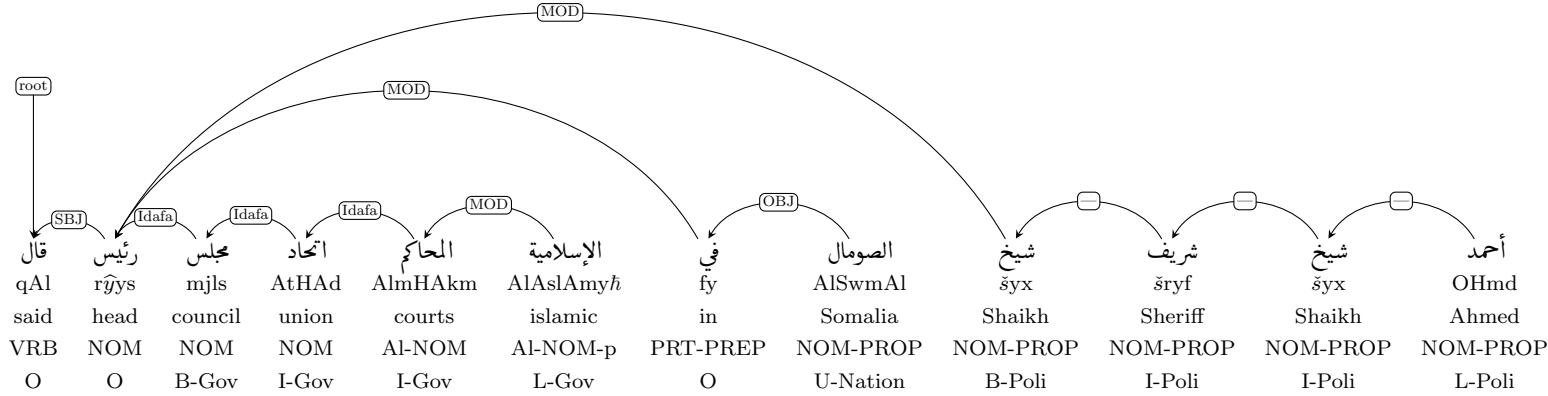 MOD
MOD
root
SBJ Idafa Idafa Idafa MOD OBJ — — —
قال رئيس مجلس اتحاد المحاكم الإسلامية في الصومال شيخ شريف شيخ أحمد
qAl rŷys mjls AtHAd AlmHAkm AlAslAmyħ fy AlSwmAl šyx šryf šyx OHmd
said head council union courts islamic in Somalia Shaikh Sheriff Shaikh Ahmed
VRB NOM NOM NOM Al-NOM Al-NOM-p PRT-PREP NOM-PROP NOM-PROP NOM-PROP NOM-PROP NOM-PROP
O O B-Gov I-Gov I-Gov L-Gov O U-Nation B-Poli I-Poli I-Poli L-Poli